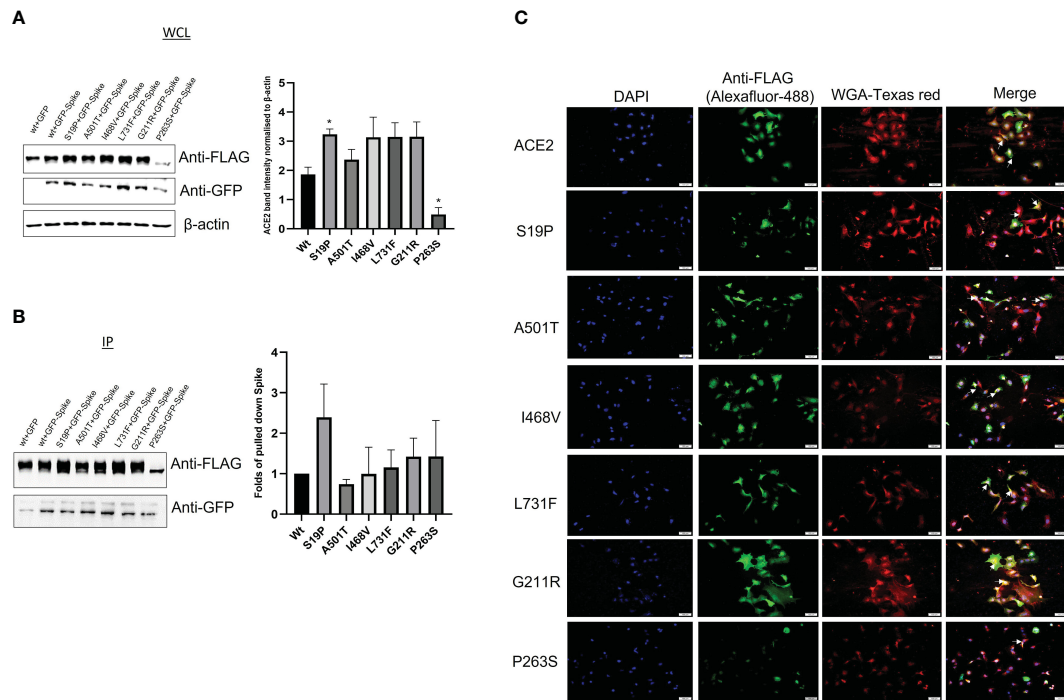 A
WCL
wt+GFP
wt+GFP-Spike
S19P+GFP-Spike
A501T+GFP-Spike
I468V+GFP-Spike
L731F+GFP-Spike
G211R+GFP-Spike
P263S+GFP-Spike
Anti-FLAG
Anti-GFP
β-actin
ACE2 band intensity normalised to β-actin
5
4
3
2
1
0
*
*
Wt
S19P
A501T
I468V
L731F
G211R
P263S
B
IP
wt+GFP
wt+GFP-Spike
S19P+GFP-Spike
A501T+GFP-Spike
I468V+GFP-Spike
L731F+GFP-Spike
G211R+GFP-Spike
P263S+GFP-Spike
Anti-FLAG
Anti-GFP
Folds of pulled down Spike
4
3
2
1
0
Wt
S19P
A501T
I468V
L731F
G211R
P263S
C
DAPI
Anti-FLAG
(Alexafluor-488)
WGA-Texas red
Merge
ACE2
S19P
A501T
I468V
L731F
G211R
P263S